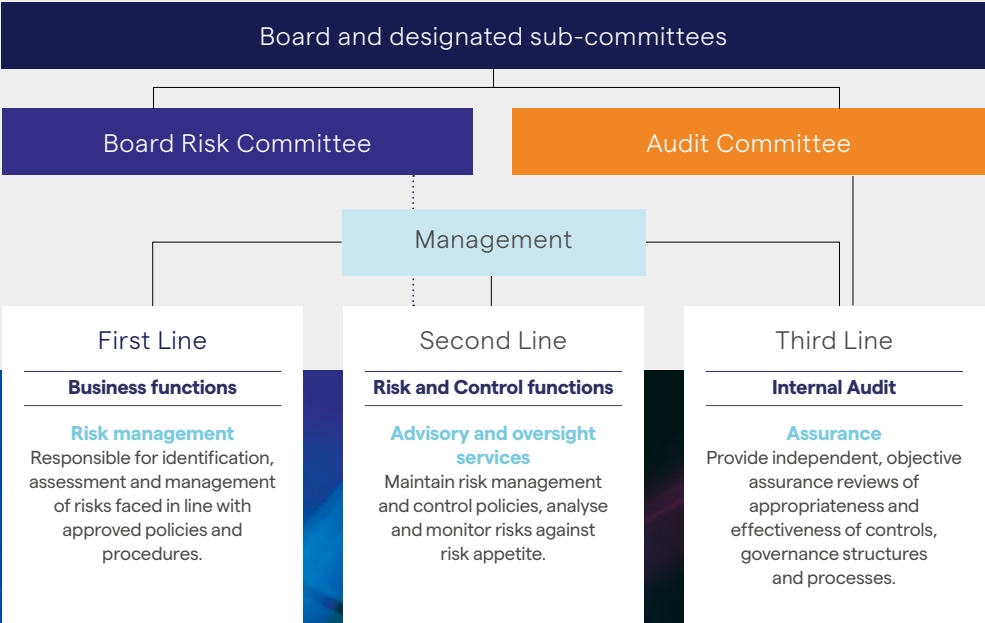 Board and designated sub-committees
Board Risk Committee
Audit Committee
Management
First Line
Business functions
Risk management
Responsible for identification,
assessment and management
of risks faced in line with
approved policies and
procedures.
Second Line
Risk and Control functions
Advisory and oversight
services
Maintain risk management
and control policies, analyse
and monitor risks against
risk appetite.
Third Line
Internal Audit
Assurance
Provide independent, objective
assurance reviews of
appropriateness and
effectiveness of controls,
governance structures
and processes.